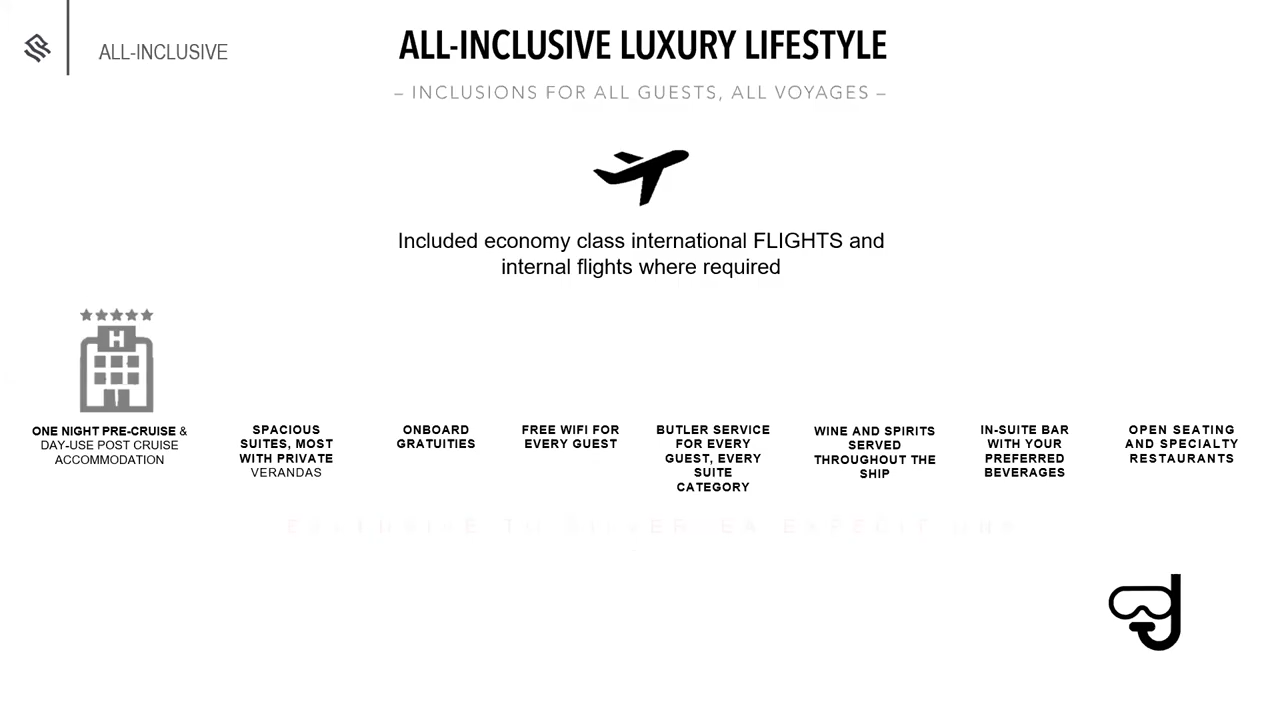 ALL-INCLUSIVE
ALL-INCLUSIVE LUXURY LIFESTYLE
– INCLUSIONS FOR ALL GUESTS, ALL VOYAGES –
Included economy class international FLIGHTS and
internal flights where required
H
ONE NIGHT PRE-CRUISE &
DAY-USE POST CRUISE
ACCOMMODATION
SPACIOUS
SUITES, MOST
WITH PRIVATE
VERANDAS
ONBOARD
GRATUITIES
FREE WIFI FOR
EVERY GUEST
BUTLER SERVICE
FOR EVERY
GUEST, EVERY
SUITE
CATEGORY
WINE AND SPIRITS
SERVED
THROUGHOUT THE
SHIP
IN-SUITE BAR
WITH YOUR
PREFERRED
BEVERAGES
OPEN SEATING
AND SPECIALTY
RESTAURANTS